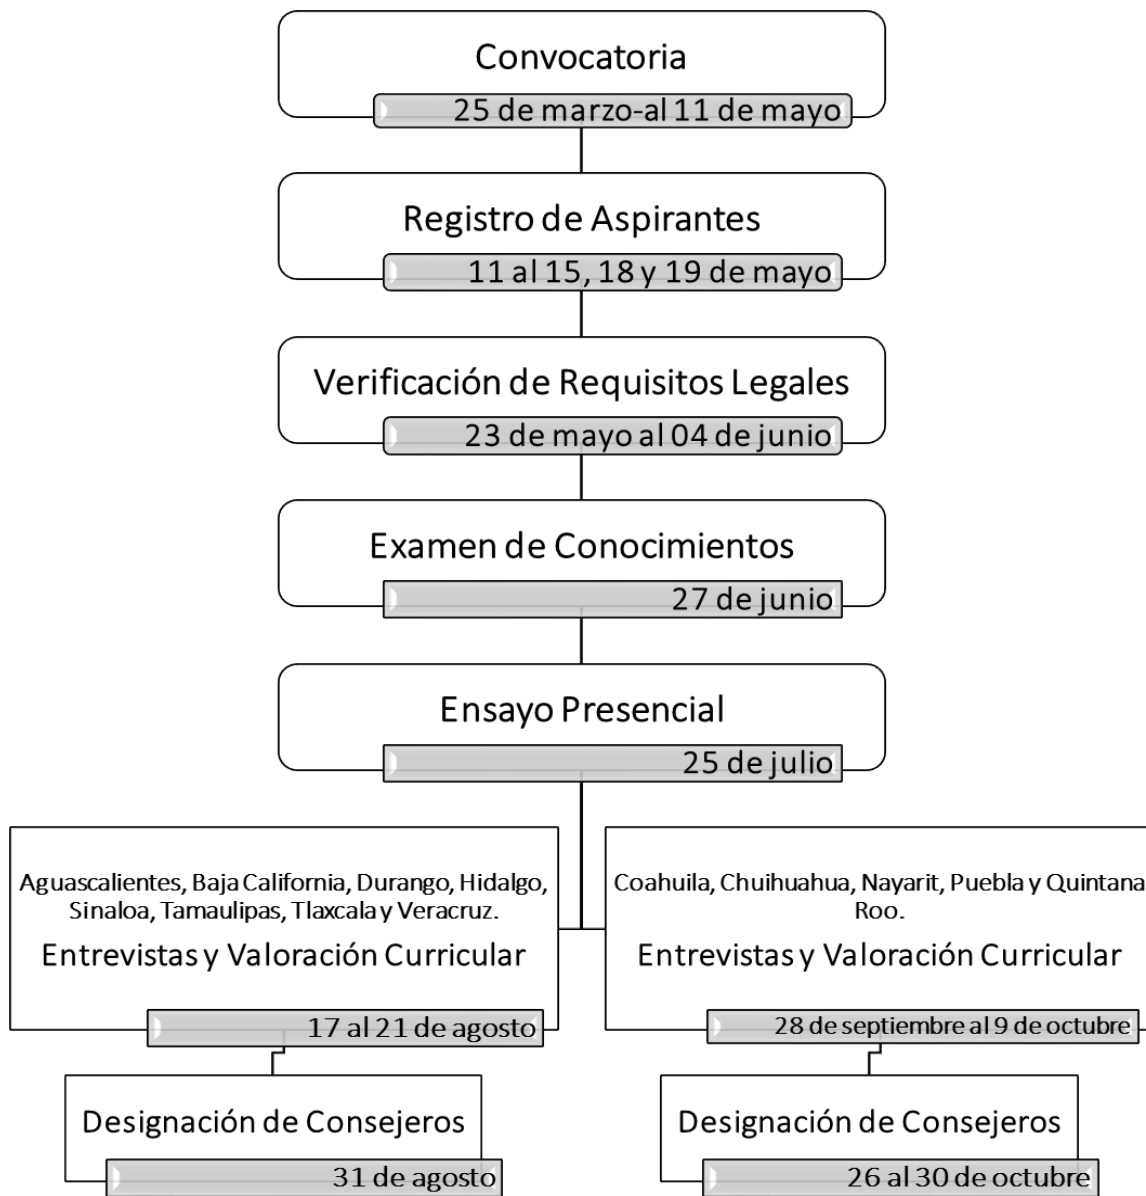 Convocatoria
25 de marzo-al 11 de mayo
Registro de Aspirantes
11 al 15, 18 y 19 de mayo
Verificación de Requisitos Legales
23 de mayo al 04 de junio
Examen de Conocimientos
27 de junio
Ensayo Presencial
25 de julio
Aguascalientes, Baja California, Durango, Hidalgo,
Sinaloa, Tamaulipas, Tlaxcala y Veracruz.
Entrevistas y Valoración Curricular
17 al 21 de agosto
Designación de Consejeros
31 de agosto
Coahuila, Chuihuahua, Nayarit, Puebla y Quintana
Roo.
Entrevistas y Valoración Curricular
28 de septiembre al 9 de octubre
Designación de Consejeros
26 al 30 de octubre